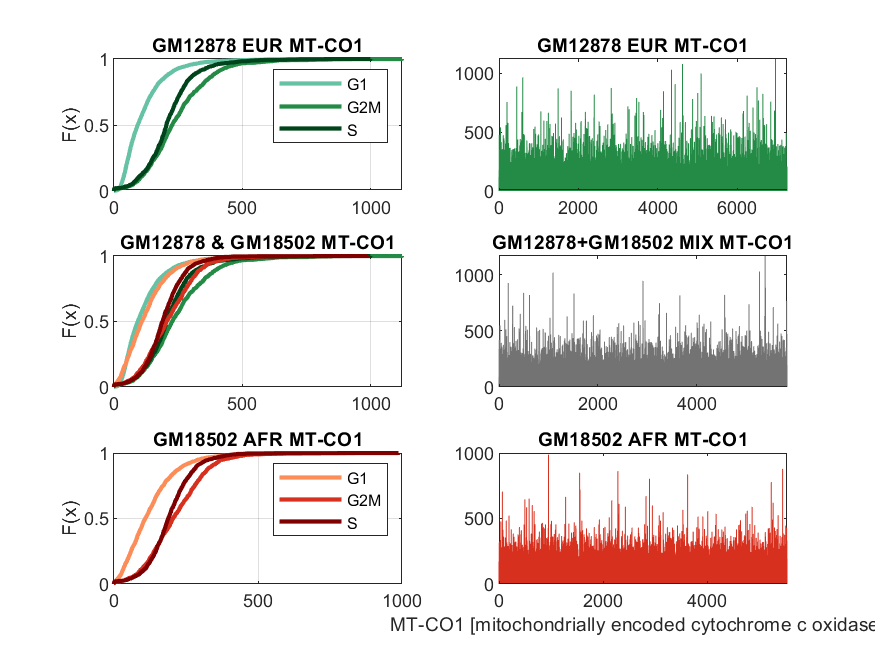 GM12878 EUR MT-CO1
F(x)
1
0.5
0
0
500
1000
G1
G2M
S
GM12878 EUR MT-CO1
1000
500
0
0
2000
4000
6000
GM12878 & GM18502 MT-CO1
F(x)
1
0.5
0
0
500
1000
GM12878+GM18502 MIX MT-CO1
1000
500
0
0
2000
4000
GM18502 AFR MT-CO1
F(x)
1
0.5
0
0
500
1000
G1
G2M
S
GM18502 AFR MT-CO1
1000
500
0
0
2000
4000
MT-CO1 [mitochondrially encoded cytochrome c oxidase